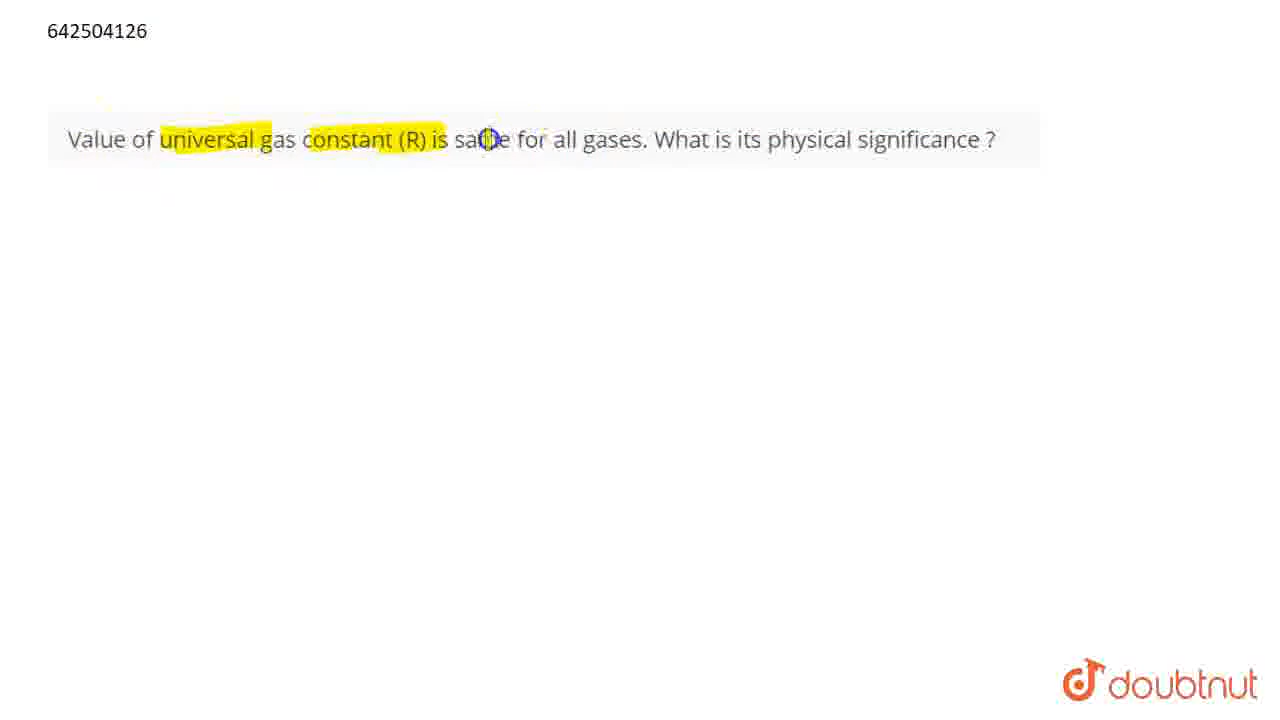 642504126
Value of universal gas constant (R) is same for all gases. What is its physical significance ?
doubtnut